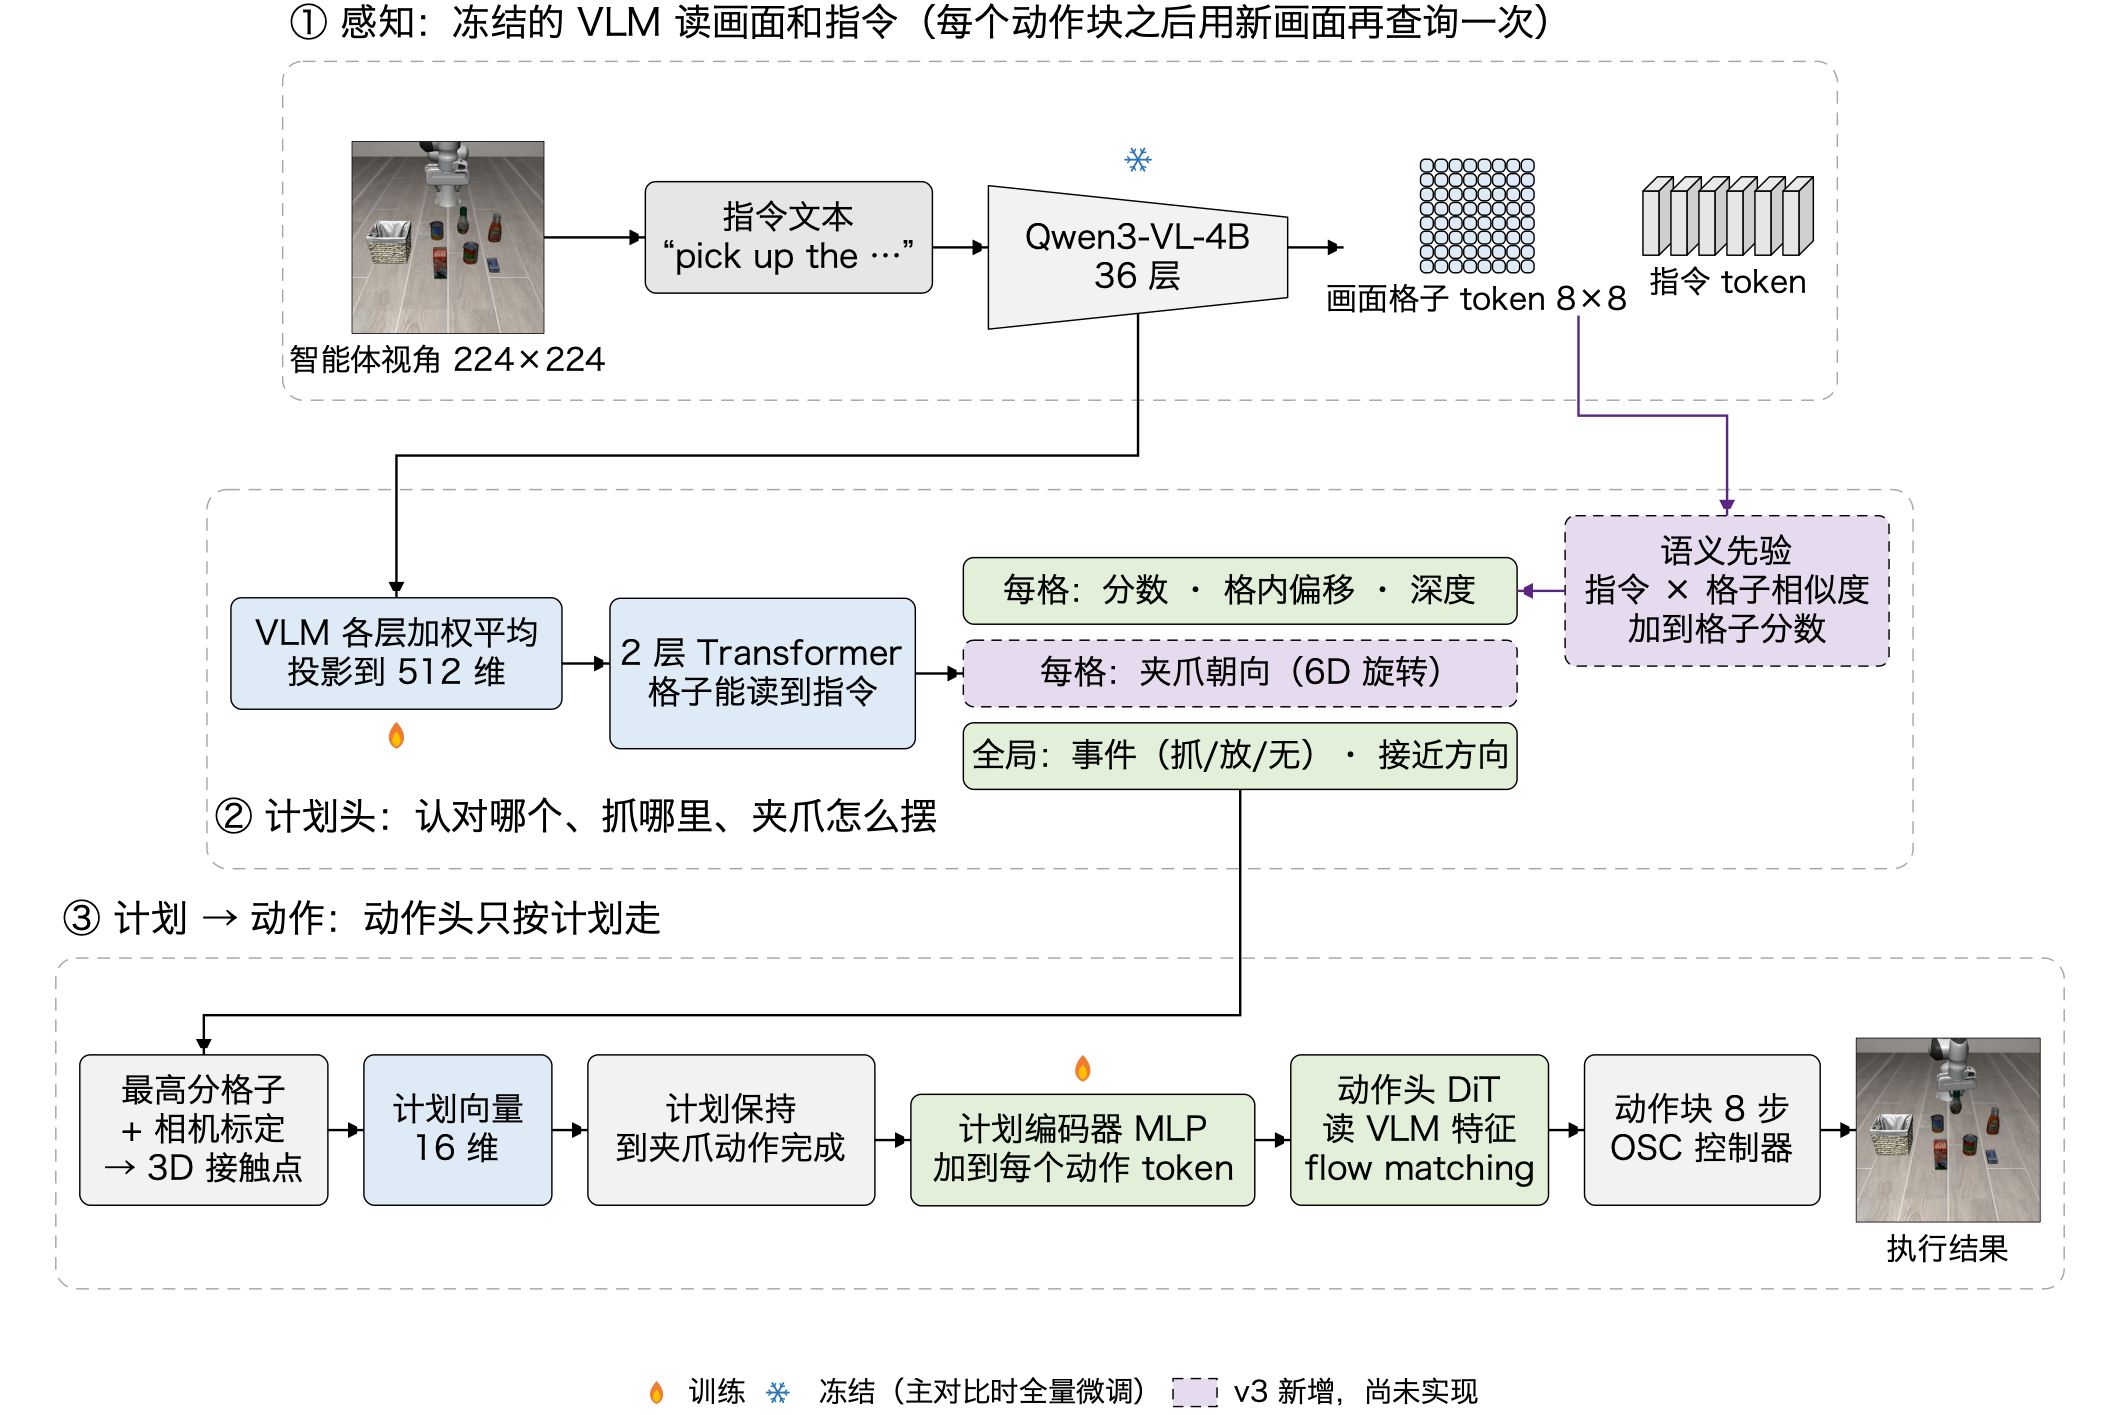 ① 感知：冻结的 VLM 读画面和指令（每个动作块之后用新画面再查询一次）
智能体视角 224×224
指令文本
“pick up the …”
Qwen3-VL-4B
36 层
画面格子 token 8×8
指令 token
VLM 各层加权平均
投影到 512 维
2 层 Transformer
格子能读到指令
每格：分数 · 格内偏移 · 深度
每格：夹爪朝向（6D 旋转）
全局：事件（抓/放/无） · 接近方向
语义先验
指令 × 格子相似度
加到格子分数
② 计划头：认对哪个、抓哪里、夹爪怎么摆
③ 计划 → 动作：动作头只按计划走
最高分格子
+ 相机标定
→ 3D 接触点
计划向量
16 维
计划保持
到夹爪动作完成
计划编码器 MLP
加到每个动作 token
动作头 DiT
读 VLM 特征
flow matching
动作块 8 步
OSC 控制器
执行结果
训练
冻结（主对比时全量微调）
v3 新增，尚未实现